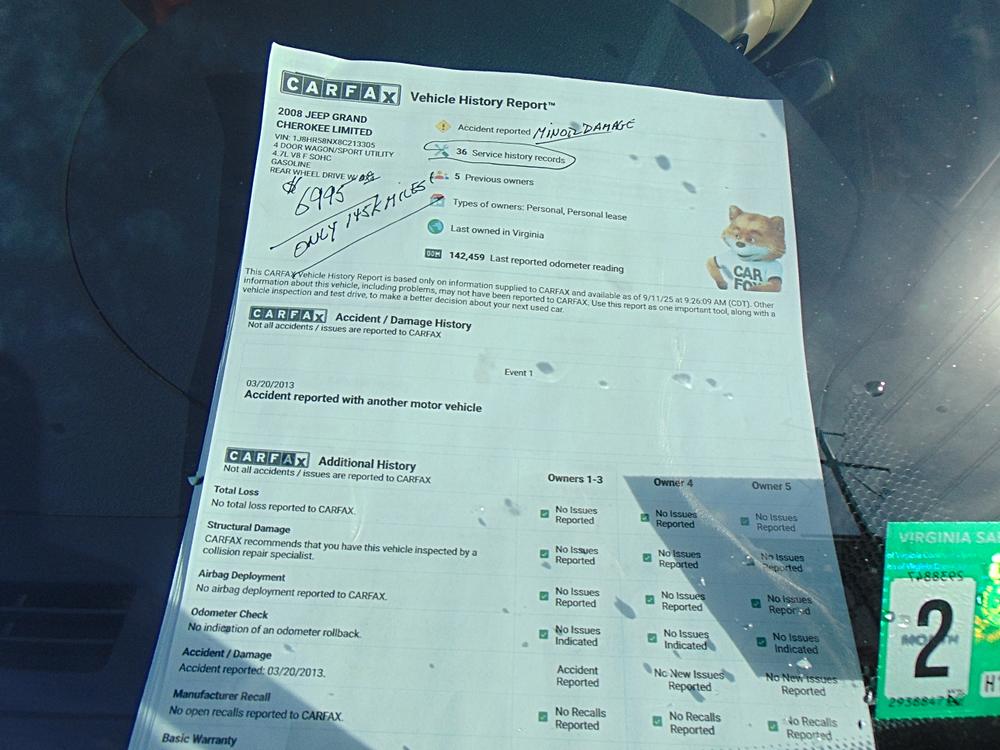 CARFAX Vehicle History Report™
2008 JEEP GRAND
CHEROKEE LIMITED
VIN: 1J8HR58NX8C213305
4 DOOR WAGON/SPORT UTILITY
4.7L V8 F SOHC
GASOLINE
REAR WHEEL DRIVE
$6995
ONLY 145K MILES
Accident reported MINOR DAMAGE
36 Service history records
5 Previous owners
Types of owners: Personal, Personal lease
Last owned in Virginia
142,459 Last reported odometer reading
CAR
FOX
This CARFAX Vehicle History Report is based only on information supplied to CARFAX and available as of 9/11/25 at 9:26:09 AM (CDT). Other
information about this vehicle, including problems, may not have been reported to CARFAX. Use this report as one important tool, along with a
vehicle inspection and test drive, to make a better decision about your next used car.
CARFAX Accident / Damage History
Not all accidents / issues are reported to CARFAX
Event 1
03/20/2013
Accident reported with another motor vehicle
CARFAX Additional History
Not all accidents / issues are reported to CARFAX
Owners 1-3 Owner 4 Owner 5
Total Loss
No total loss reported to CARFAX.
No Issues Reported No Issues Reported No Issues Reported
Structural Damage
CARFAX recommends that you have this vehicle inspected by a
collision repair specialist.
No Issues Reported No Issues Reported No Issues Reported
Airbag Deployment
No airbag deployment reported to CARFAX.
No Issues Reported No Issues Reported No Issues Reported
Odometer Check
No indication of an odometer rollback.
No Issues Indicated No Issues Indicated No Issues Indicated
Accident / Damage
Accident reported: 03/20/2013.
Accident Reported No New Issues Reported No New Issues Reported
Manufacturer Recall
No open recalls reported to CARFAX.
No Recalls Reported No Recalls Reported No Recalls Reported
Basic Warranty
VIRGINIA SA
2938847
2
MONTH